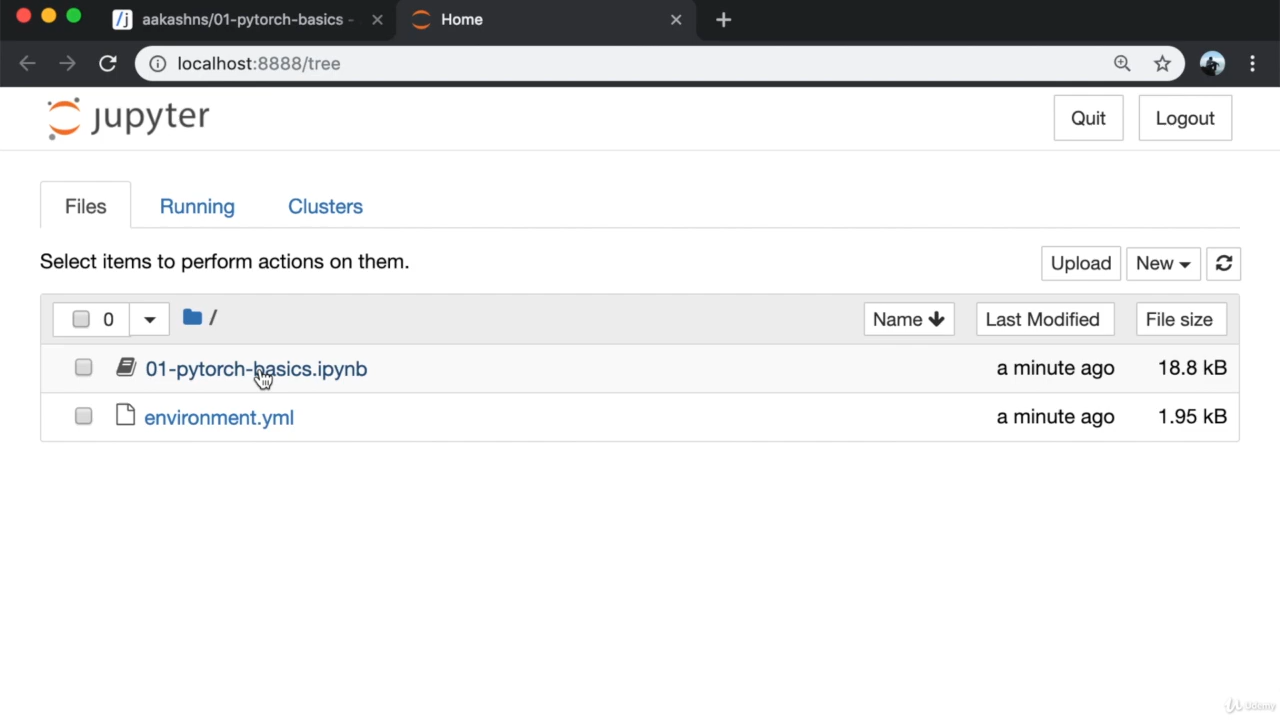 aakashns/01-pytorch-basics -
Home
localhost:8888/tree
jupyter
Quit
Logout
Files
Running
Clusters
Select items to perform actions on them.
Upload
New
0
/
Name
Last Modified
File size
01-pytorch-basics.ipynb
a minute ago
18.8 kB
environment.yml
a minute ago
1.95 kB
Udemy